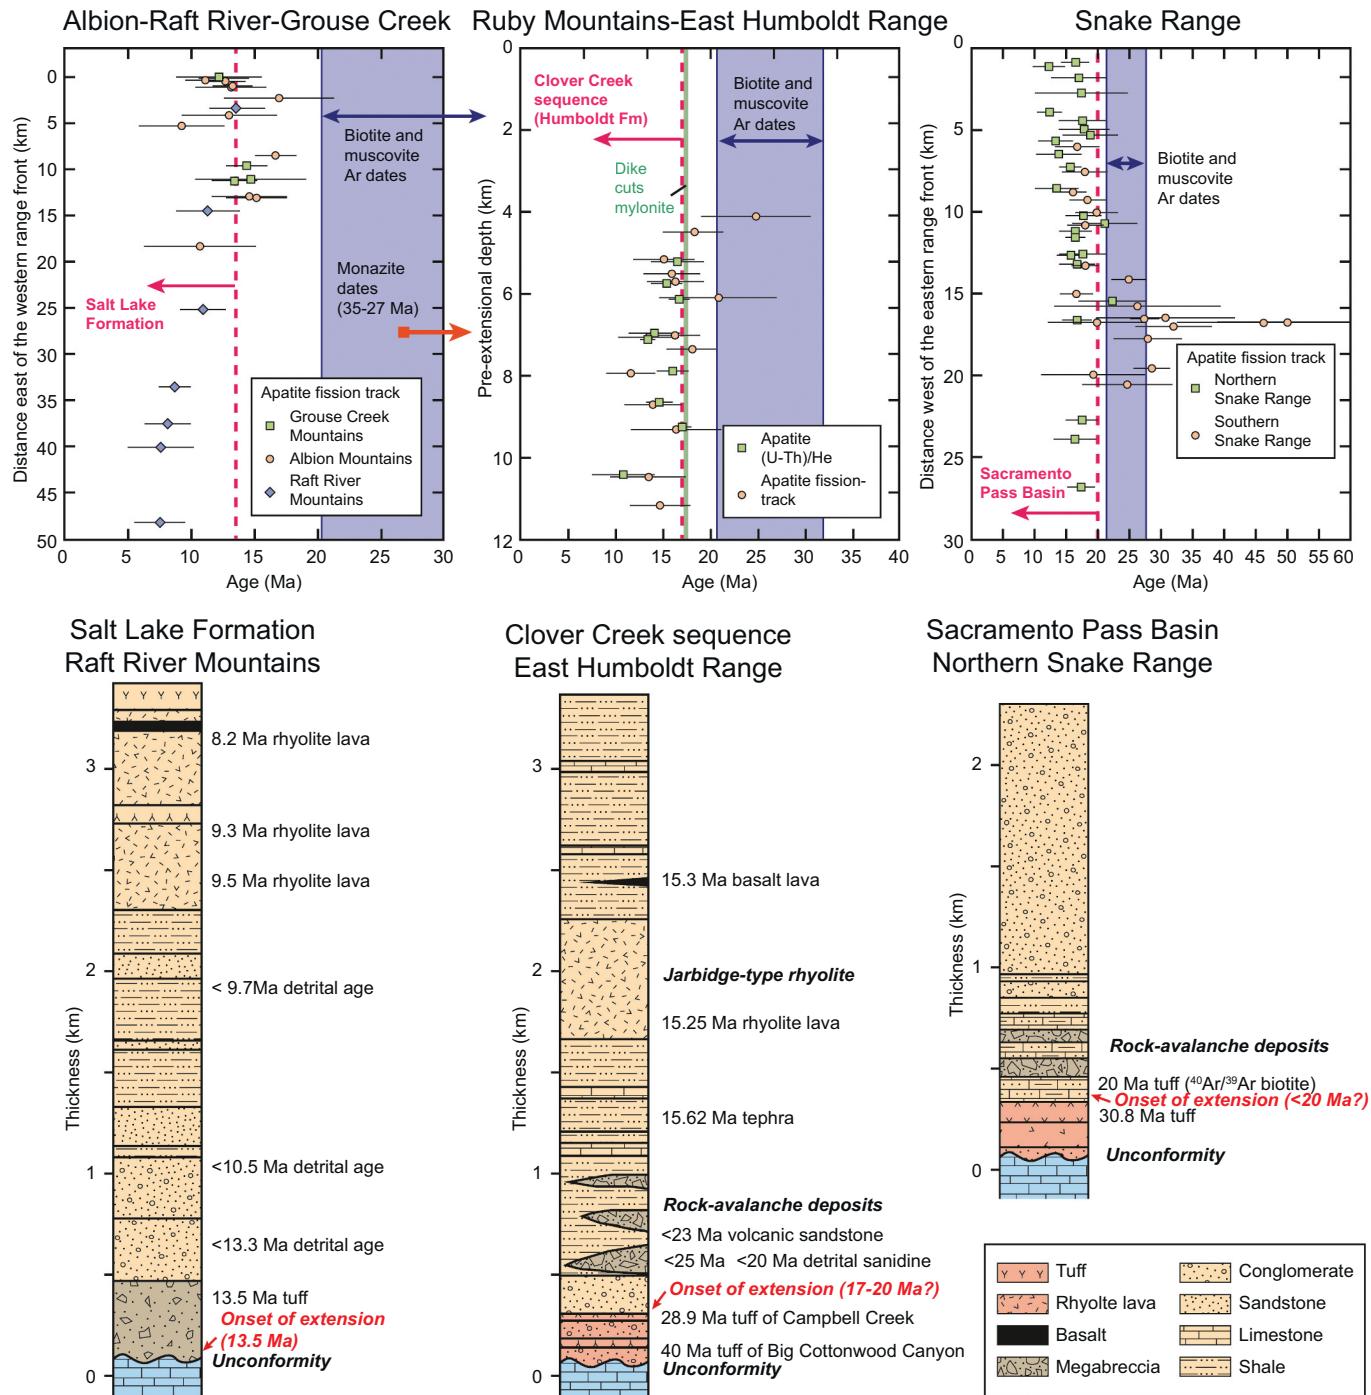 Albion-Raft River-Grouse Creek
Distance east of the western range front (km)
0
5
10
15
20
25
30
35
40
45
50
0
5
10
15
20
25
30
Age (Ma)
Biotite and
muscovite
Ar dates
Monazite
dates
(35-27 Ma)
Salt Lake
Formation
Apatite fission track
Grouse Creek
Mountains
Albion Mountains
Raft River
Mountains
Ruby Mountains-East Humboldt Range
Pre-extensional depth (km)
0
2
4
6
8
10
12
0
5
10
15
20
25
30
35
40
Age (Ma)
Clover Creek
sequence
(Humboldt Fm)
Dike
cuts
mylonite
Biotite and
muscovite
Ar dates
Apatite
(U-Th)/He
Apatite fission-
track
Snake Range
Distance west of the eastern range front (km)
0
5
10
15
20
25
30
0
5
10
15
20
25
30
40
45
50
55
60
Age (Ma)
Biotite and
muscovite
Ar dates
Sacramento
Pass Basin
Apatite fission track
Northern
Snake Range
Southern
Snake Range
Salt Lake Formation
Raft River Mountains
Thickness (km)
3
2
1
0
8.2 Ma rhyolite lava
9.3 Ma rhyolite lava
9.5 Ma rhyolite lava
< 9.7Ma detrital age
<10.5 Ma detrital age
<13.3 Ma detrital age
13.5 Ma tuff
Onset of extension
(13.5 Ma)
Unconformity
Clover Creek sequence
East Humboldt Range
Thickness (km)
3
2
1
0
15.3 Ma basalt lava
Jarbidge-type rhyolite
15.25 Ma rhyolite lava
15.62 Ma tephra
Rock-avalanche deposits
<23 Ma volcanic sandstone
<25 Ma <20 Ma detrital sanidine
Onset of extension (17-20 Ma?)
28.9 Ma tuff of Campbell Creek
40 Ma tuff of Big Cottonwood Canyon
Unconformity
Sacramento Pass Basin
Northern Snake Range
Thickness (km)
2
1
0
Rock-avalanche deposits
20 Ma tuff (⁴⁰Ar/³⁹Ar biotite)
Onset of extension (<20 Ma?)
30.8 Ma tuff
Unconformity
Tuff
Rhyolte lava
Basalt
Megabreccia
Conglomerate
Sandstone
Limestone
Shale